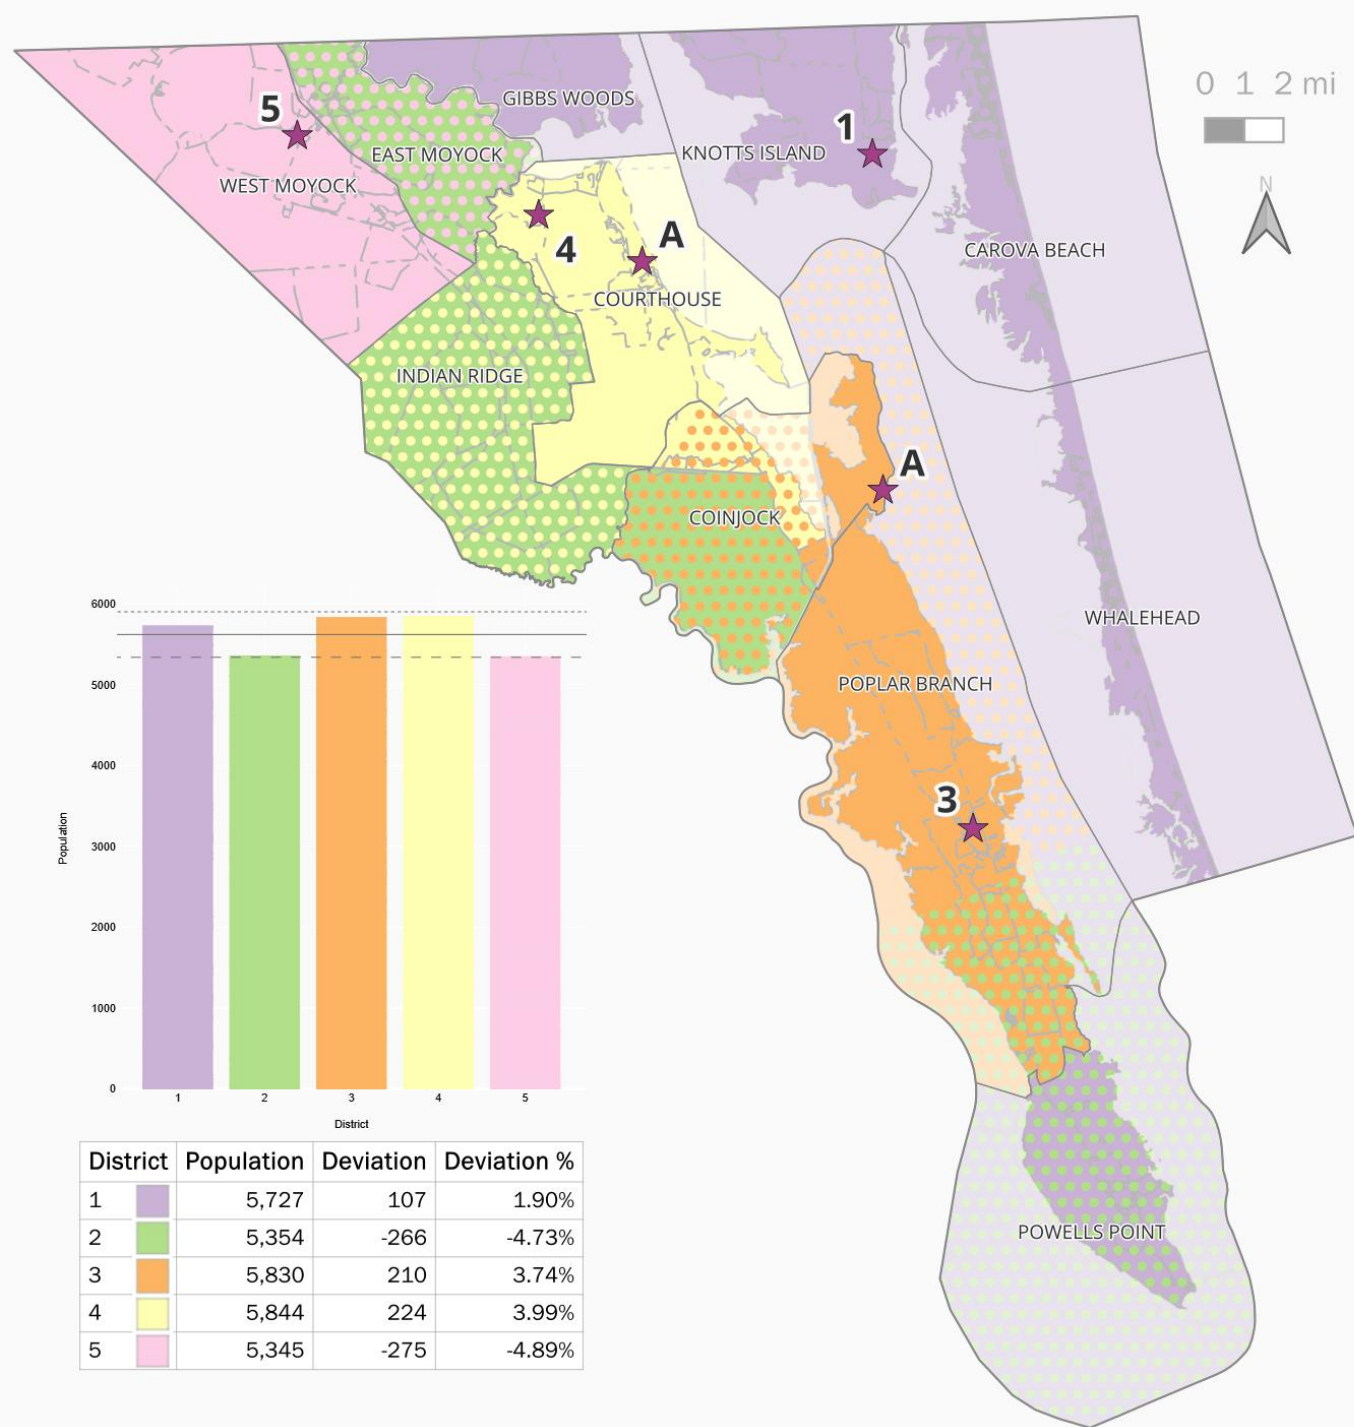 0 1 2 mi
N
5
GIBBS WOODS
1
EAST MOYOCK
KNOTTS ISLAND
WEST MOYOCK
4
A
CAROVA BEACH
COURTHOUSE
INDIAN RIDGE
A
COINJOCK
WHALEHEAD
POPLAR BRANCH
3
POWELLS POINT
6000
5000
4000
3000
2000
1000
0
Population
1 2 3 4 5
District
District Population Deviation Deviation %
1 5,727 107 1.90%
2 5,354 -266 -4.73%
3 5,830 210 3.74%
4 5,844 224 3.99%
5 5,345 -275 -4.89%